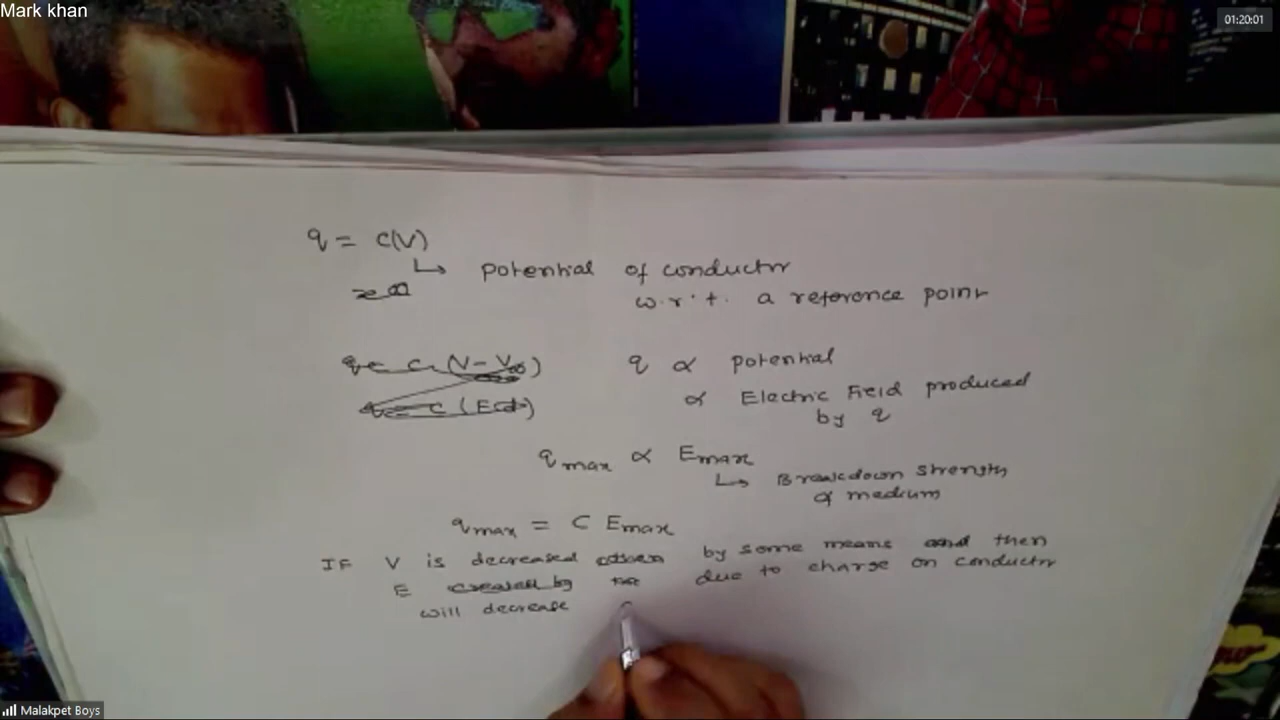 Mark khan
01:20:01
q = C(V)
↳ potential of conductor
w.r.t. a reference point
q = C (V - V∞)
q ∝ potential
q = C (E.d)
∝ Electric Field produced
by q
qmax ∝ Emax
↳ Breakdown strength
of medium
qmax = C Emax
IF V is decreased by some means and then
E created by due to charge on conductor
will decrease
Malakpet Boys